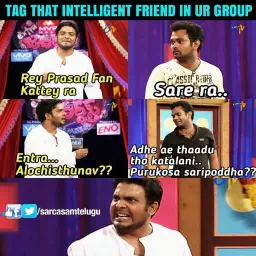 TAG THAT INTELLIGENT FRIEND IN UR GROUP
Rey Prasad Fan
Kattey ra
Sare ra..
ENO
Entra...
Alochisthunav??
Adhe ae thaadu
tho katalani..
Purukosa saripoddha??
/sarcasamtelugu